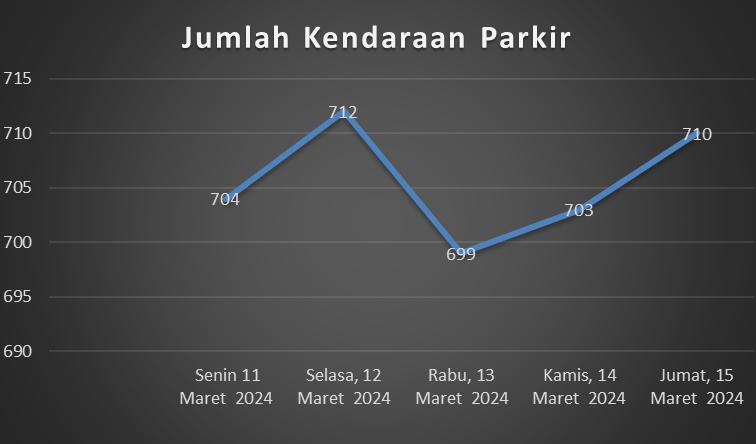 Jumlah Kendaraan Parkir
715
710
705
700
695
690
704
712
699
703
710
Senin 11
Maret 2024
Selasa, 12
Maret 2024
Rabu, 13
Maret 2024
Kamis, 14
Maret 2024
Jumat, 15
Maret 2024